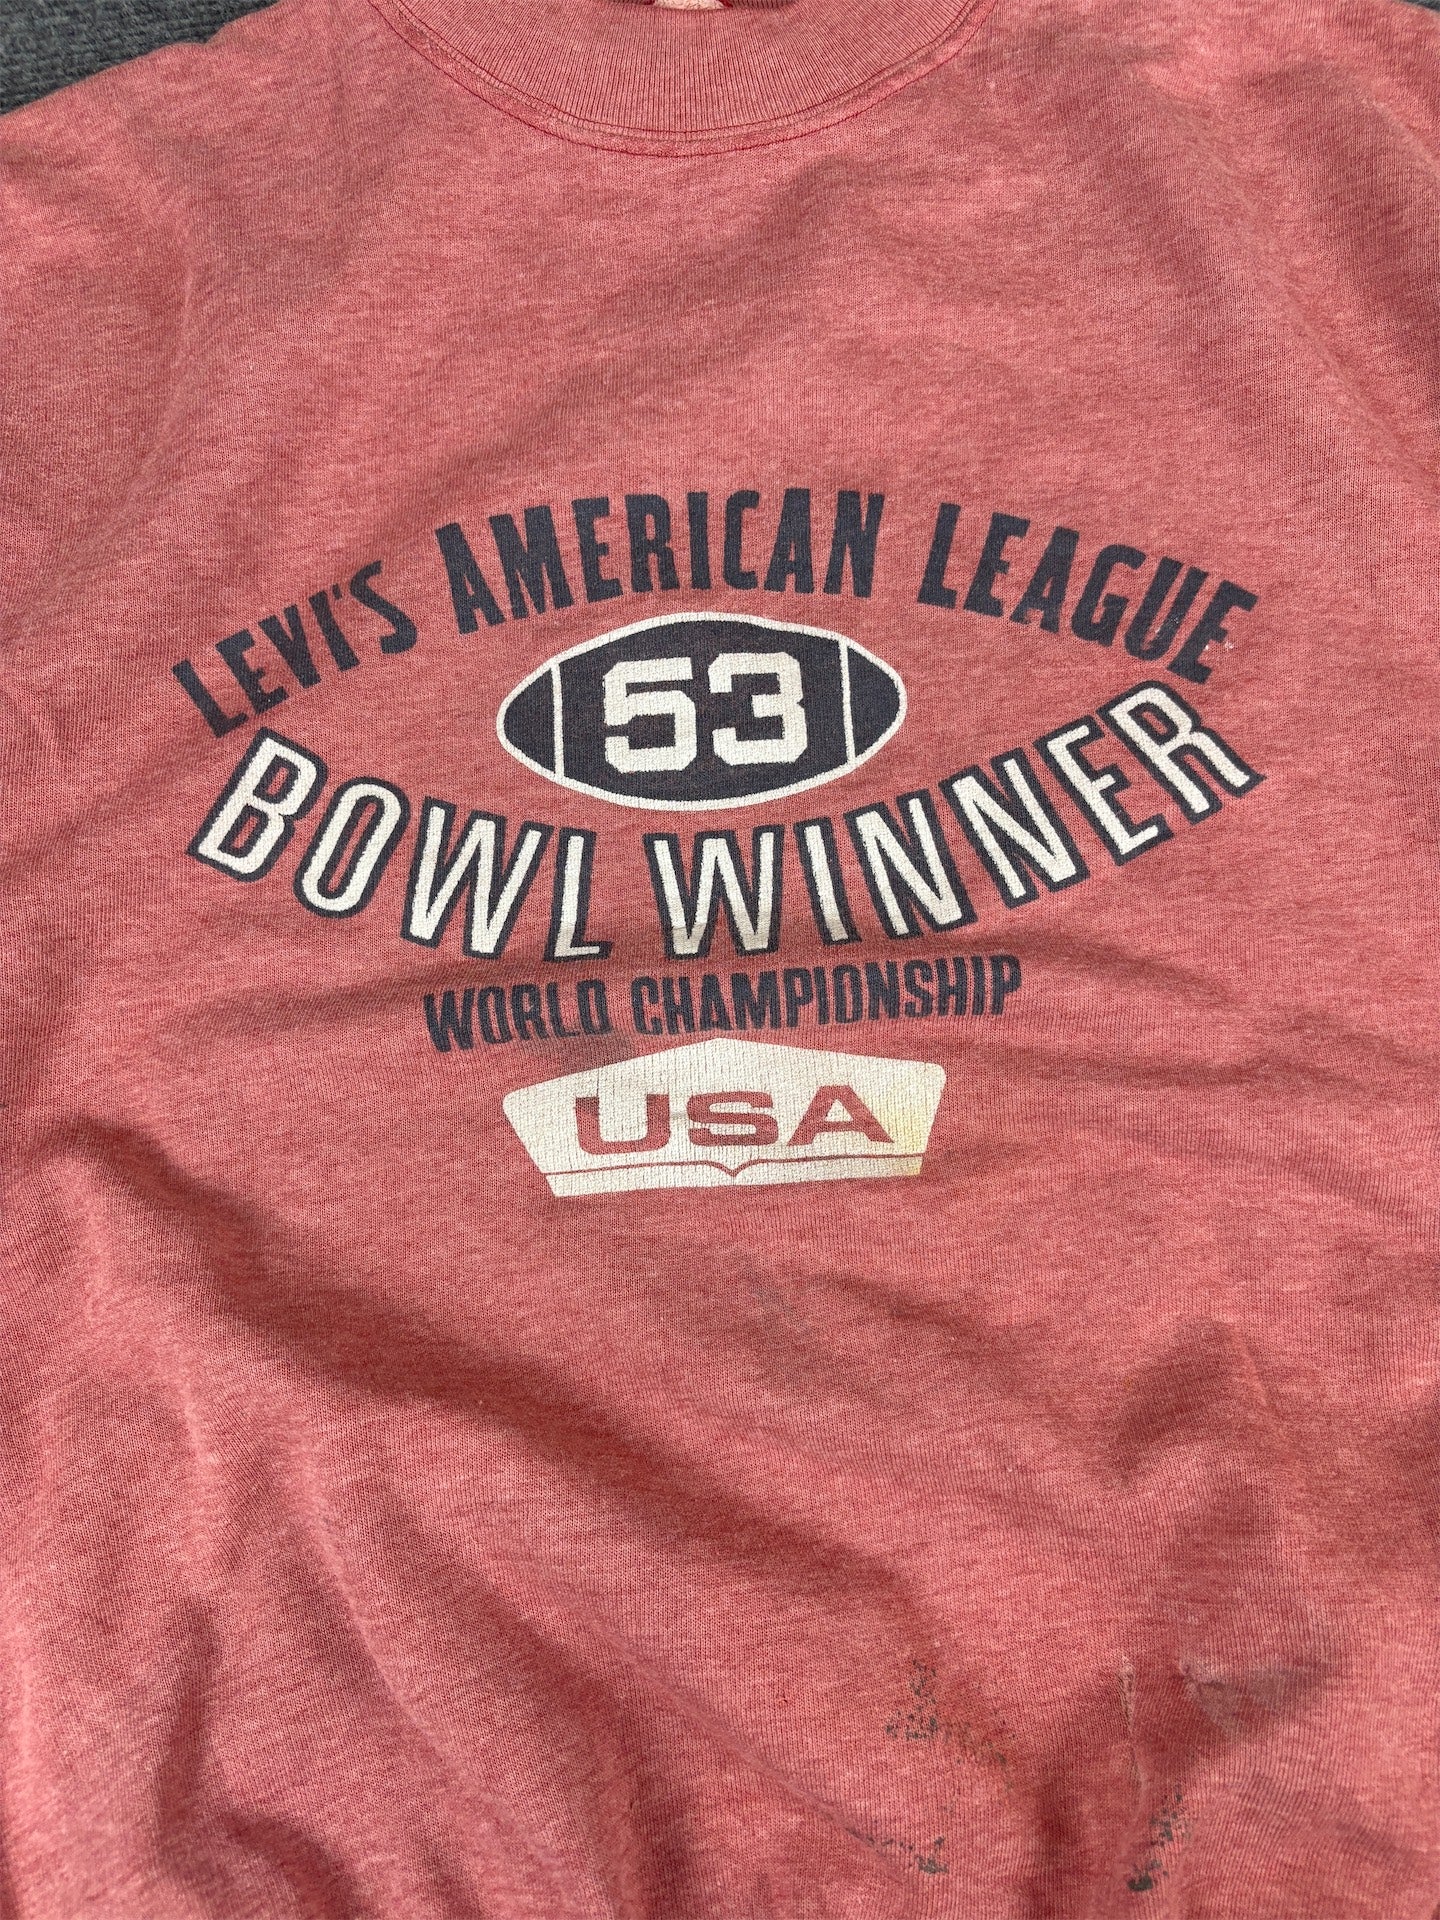 LEVI'S AMERICAN LEAGUE
53
BOWL WINNER
WORLD CHAMPIONSHIP
USA